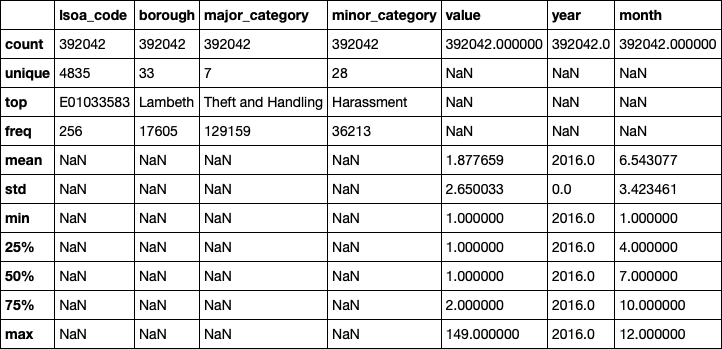 lsoa_code borough major_category minor_category value year month
count 392042 392042 392042 392042 392042.000000 392042.0 392042.000000
unique 4835 33 7 28 NaN NaN NaN
top E01033583 Lambeth Theft and Handling Harassment NaN NaN NaN
freq 256 17605 129159 36213 NaN NaN NaN
mean NaN NaN NaN NaN 1.877659 2016.0 6.543077
std NaN NaN NaN NaN 2.650033 0.0 3.423461
min NaN NaN NaN NaN 1.000000 2016.0 1.000000
25% NaN NaN NaN NaN 1.000000 2016.0 4.000000
50% NaN NaN NaN NaN 1.000000 2016.0 7.000000
75% NaN NaN NaN NaN 2.000000 2016.0 10.000000
max NaN NaN NaN NaN 149.000000 2016.0 12.000000